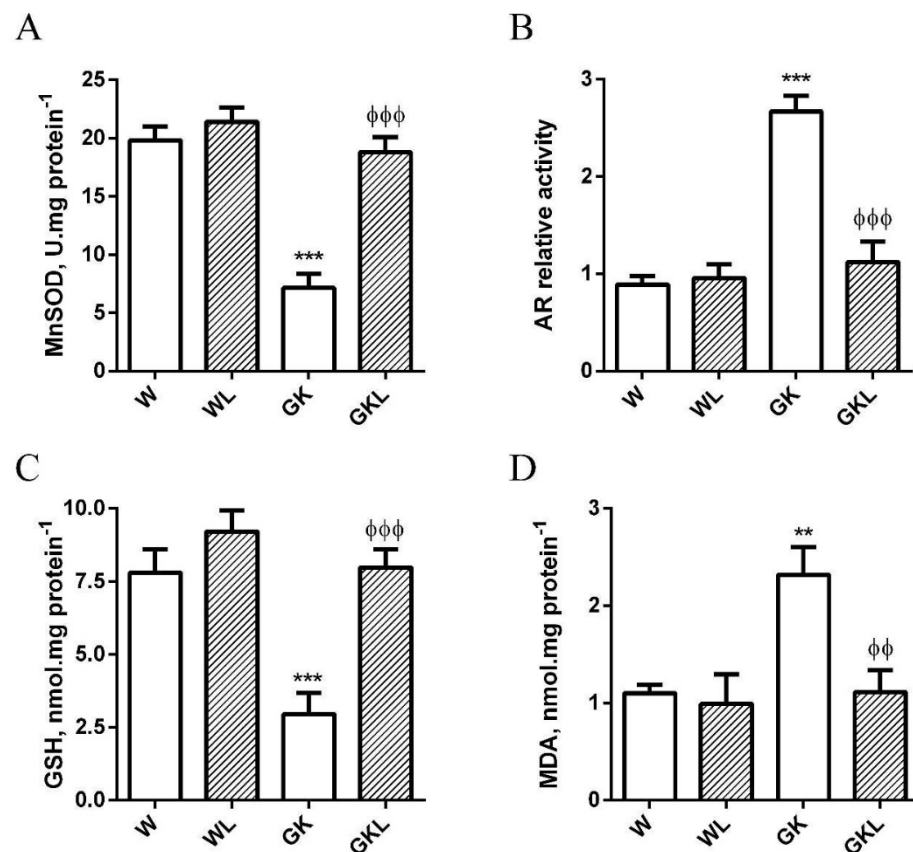 A
MnSOD, U.mg protein⁻¹
25
20
15
10
5
0
***
ϕϕϕ
W WL GK GKL
B
AR relative activity
3
2
1
0
***
ϕϕϕ
W WL GK GKL
C
GSH, nmol.mg protein⁻¹
10.0
7.5
5.0
2.5
0.0
***
ϕϕϕ
W WL GK GKL
D
MDA, nmol.mg protein⁻¹
3
2
1
0
**
ϕϕ
W WL GK GKL